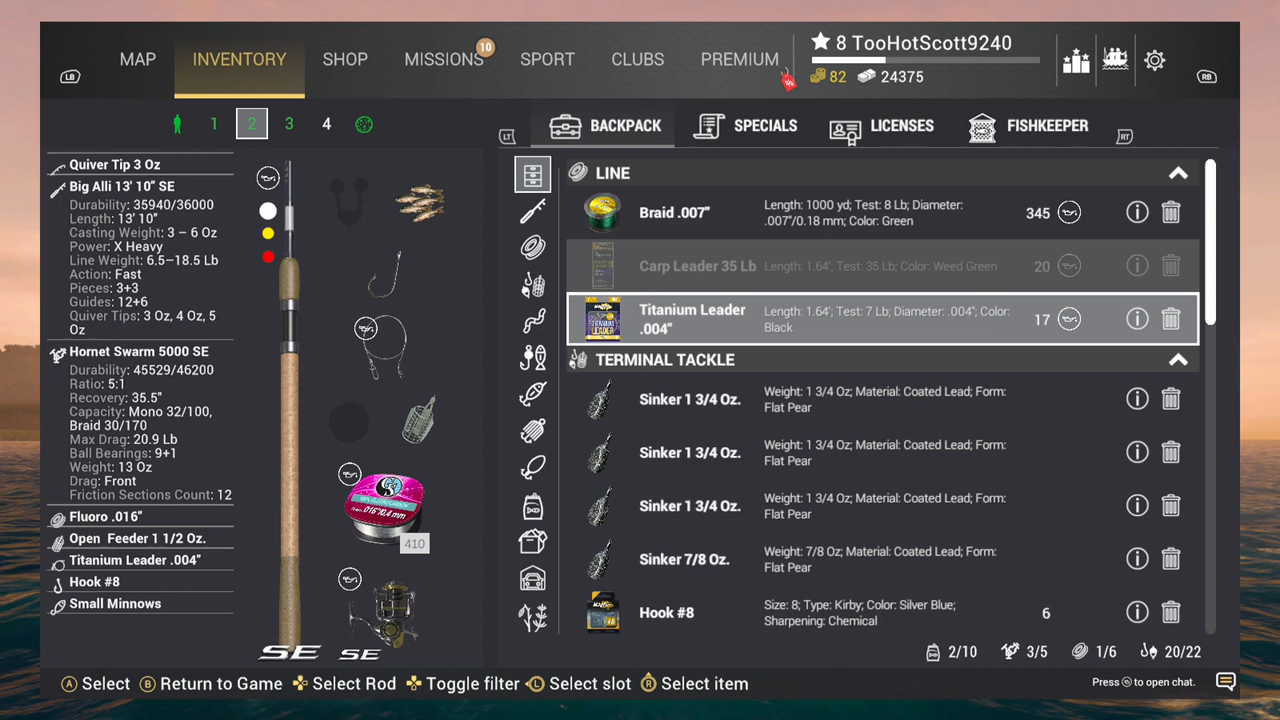 MAP
INVENTORY
SHOP
MISSIONS
10
SPORT
CLUBS
PREMIUM
8 TooHotScott9240
82
24375
LB
RB
1
2
3
4
LT
BACKPACK
SPECIALS
LICENSES
FISHKEEPER
RT
Quiver Tip 3 Oz
Big Alli 13' 10" SE
Durability: 35940/36000
Length: 13' 10"
Casting Weight: 3 – 6 Oz
Power: X Heavy
Line Weight: 6.5–18.5 Lb
Action: Fast
Pieces: 3+3
Guides: 12+6
Quiver Tips: 3 Oz, 4 Oz, 5
Oz
Hornet Swarm 5000 SE
Durability: 45529/46200
Ratio: 5:1
Recovery: 35.5"
Capacity: Mono 32/100,
Braid 30/170
Max Drag: 20.9 Lb
Ball Bearings: 9+1
Weight: 13 Oz
Drag: Front
Friction Sections Count: 12
Fluoro .016"
Open Feeder 1 1/2 Oz.
Titanium Leader .004"
Hook #8
Small Minnows
.016"/0.4 mm
410
SE
SE
LINE
Braid .007"
Length: 1000 yd; Test: 8 Lb; Diameter:
.007"/0.18 mm; Color: Green
345
Carp Leader 35 Lb
Length: 1.64'; Test: 35 Lb; Color: Weed Green
20
Titanium Leader
.004"
Length: 1.64'; Test: 7 Lb; Diameter: .004"; Color:
Black
17
TERMINAL TACKLE
Sinker 1 3/4 Oz.
Weight: 1 3/4 Oz; Material: Coated Lead; Form:
Flat Pear
Sinker 1 3/4 Oz.
Weight: 1 3/4 Oz; Material: Coated Lead; Form:
Flat Pear
Sinker 1 3/4 Oz.
Weight: 1 3/4 Oz; Material: Coated Lead; Form:
Flat Pear
Sinker 7/8 Oz.
Weight: 7/8 Oz; Material: Coated Lead; Form:
Flat Pear
Hook #8
Size: 8; Type: Kirby; Color: Silver Blue;
Sharpening: Chemical
6
2/10
3/5
1/6
20/22
A Select
B Return to Game
Select Rod
Toggle filter
L Select slot
R Select item
Press to open chat.